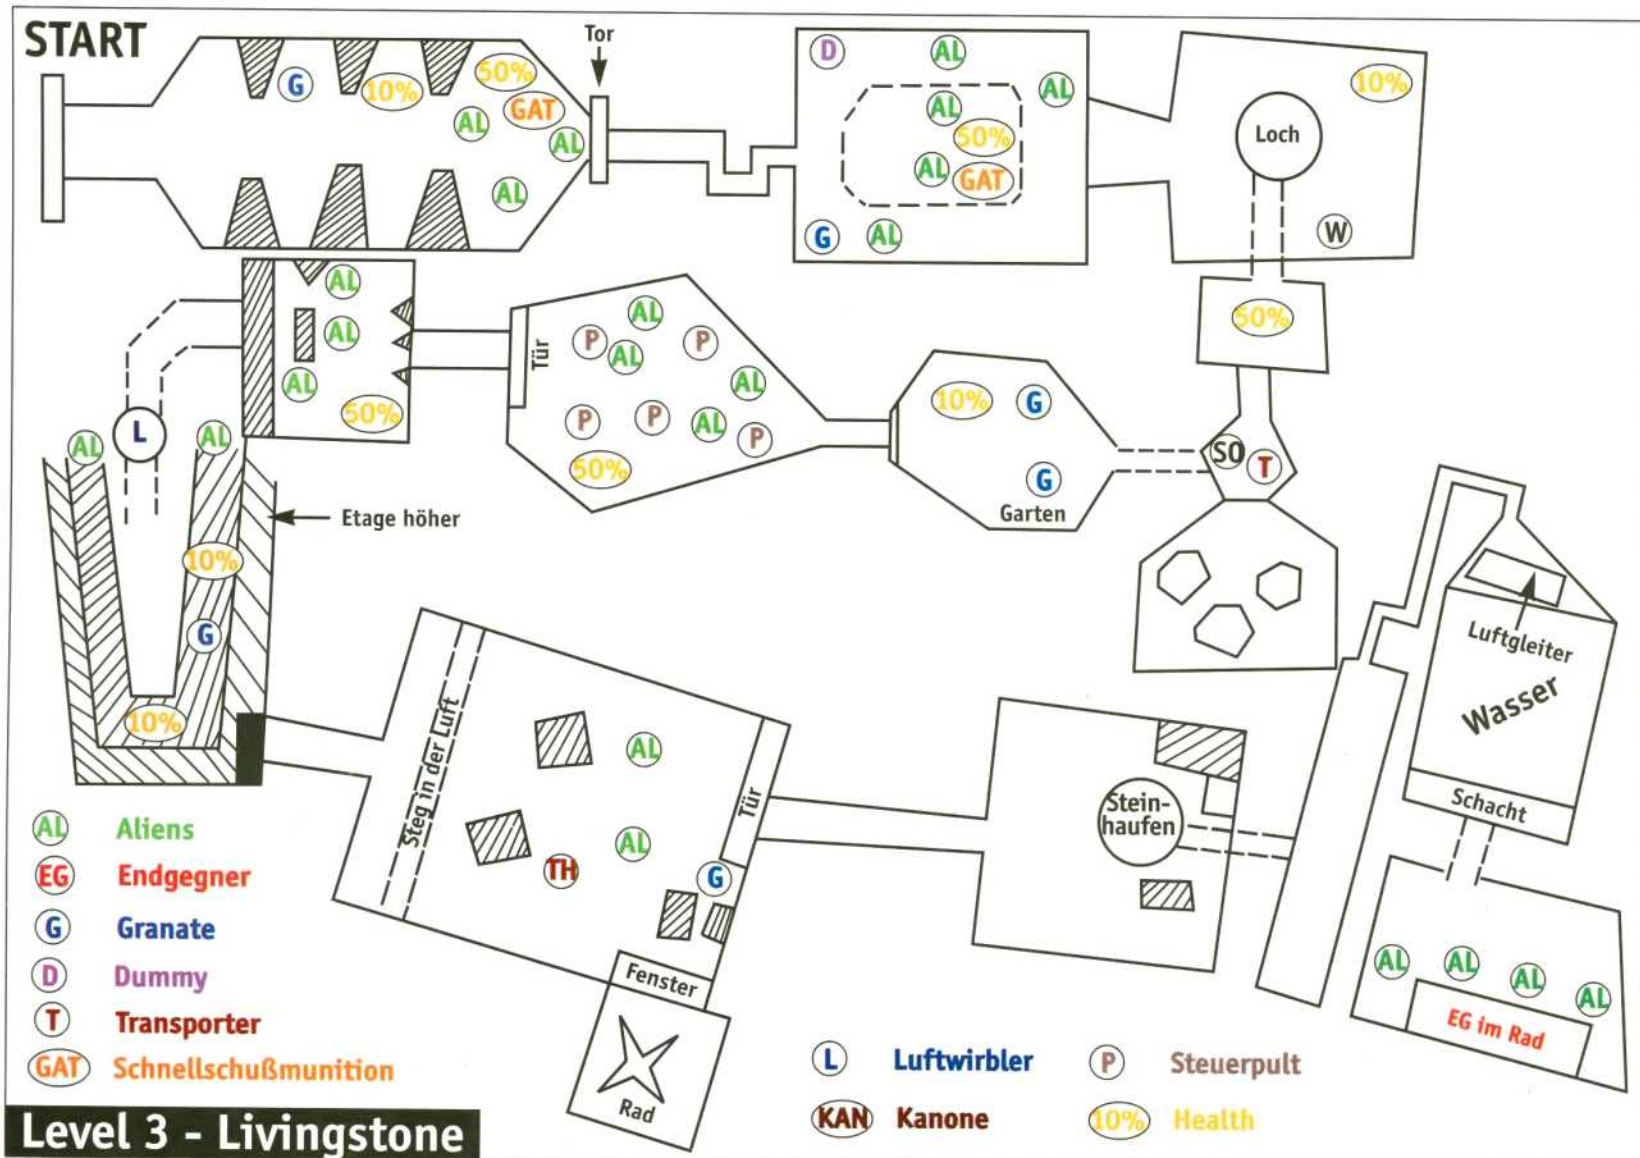 START
Tor
G
10%
50%
GAT
AL
AL
AL
D
AL
AL
AL
50%
AL
GAT
G
AL
10%
Loch
W
50%
AL
AL
AL
50%
Tür
AL
P
P
AL
AL
P
P
AL
P
50%
10%
G
G
Garten
SO
T
AL
L
AL
Etage höher
10%
G
10%
Steg in der Luft
AL
AL
TH
G
Tür
Fenster
Rad
Stein-
haufen
Luftgleiter
Wasser
Schacht
AL
AL
AL
AL
EG im Rad
AL Aliens
EG Endgegner
G Granate
D Dummy
T Transporter
GAT Schnellschußmunition
L Luftwirbler
KAN Kanone
P Steuerpult
10% Health
Level 3 - Livingstone